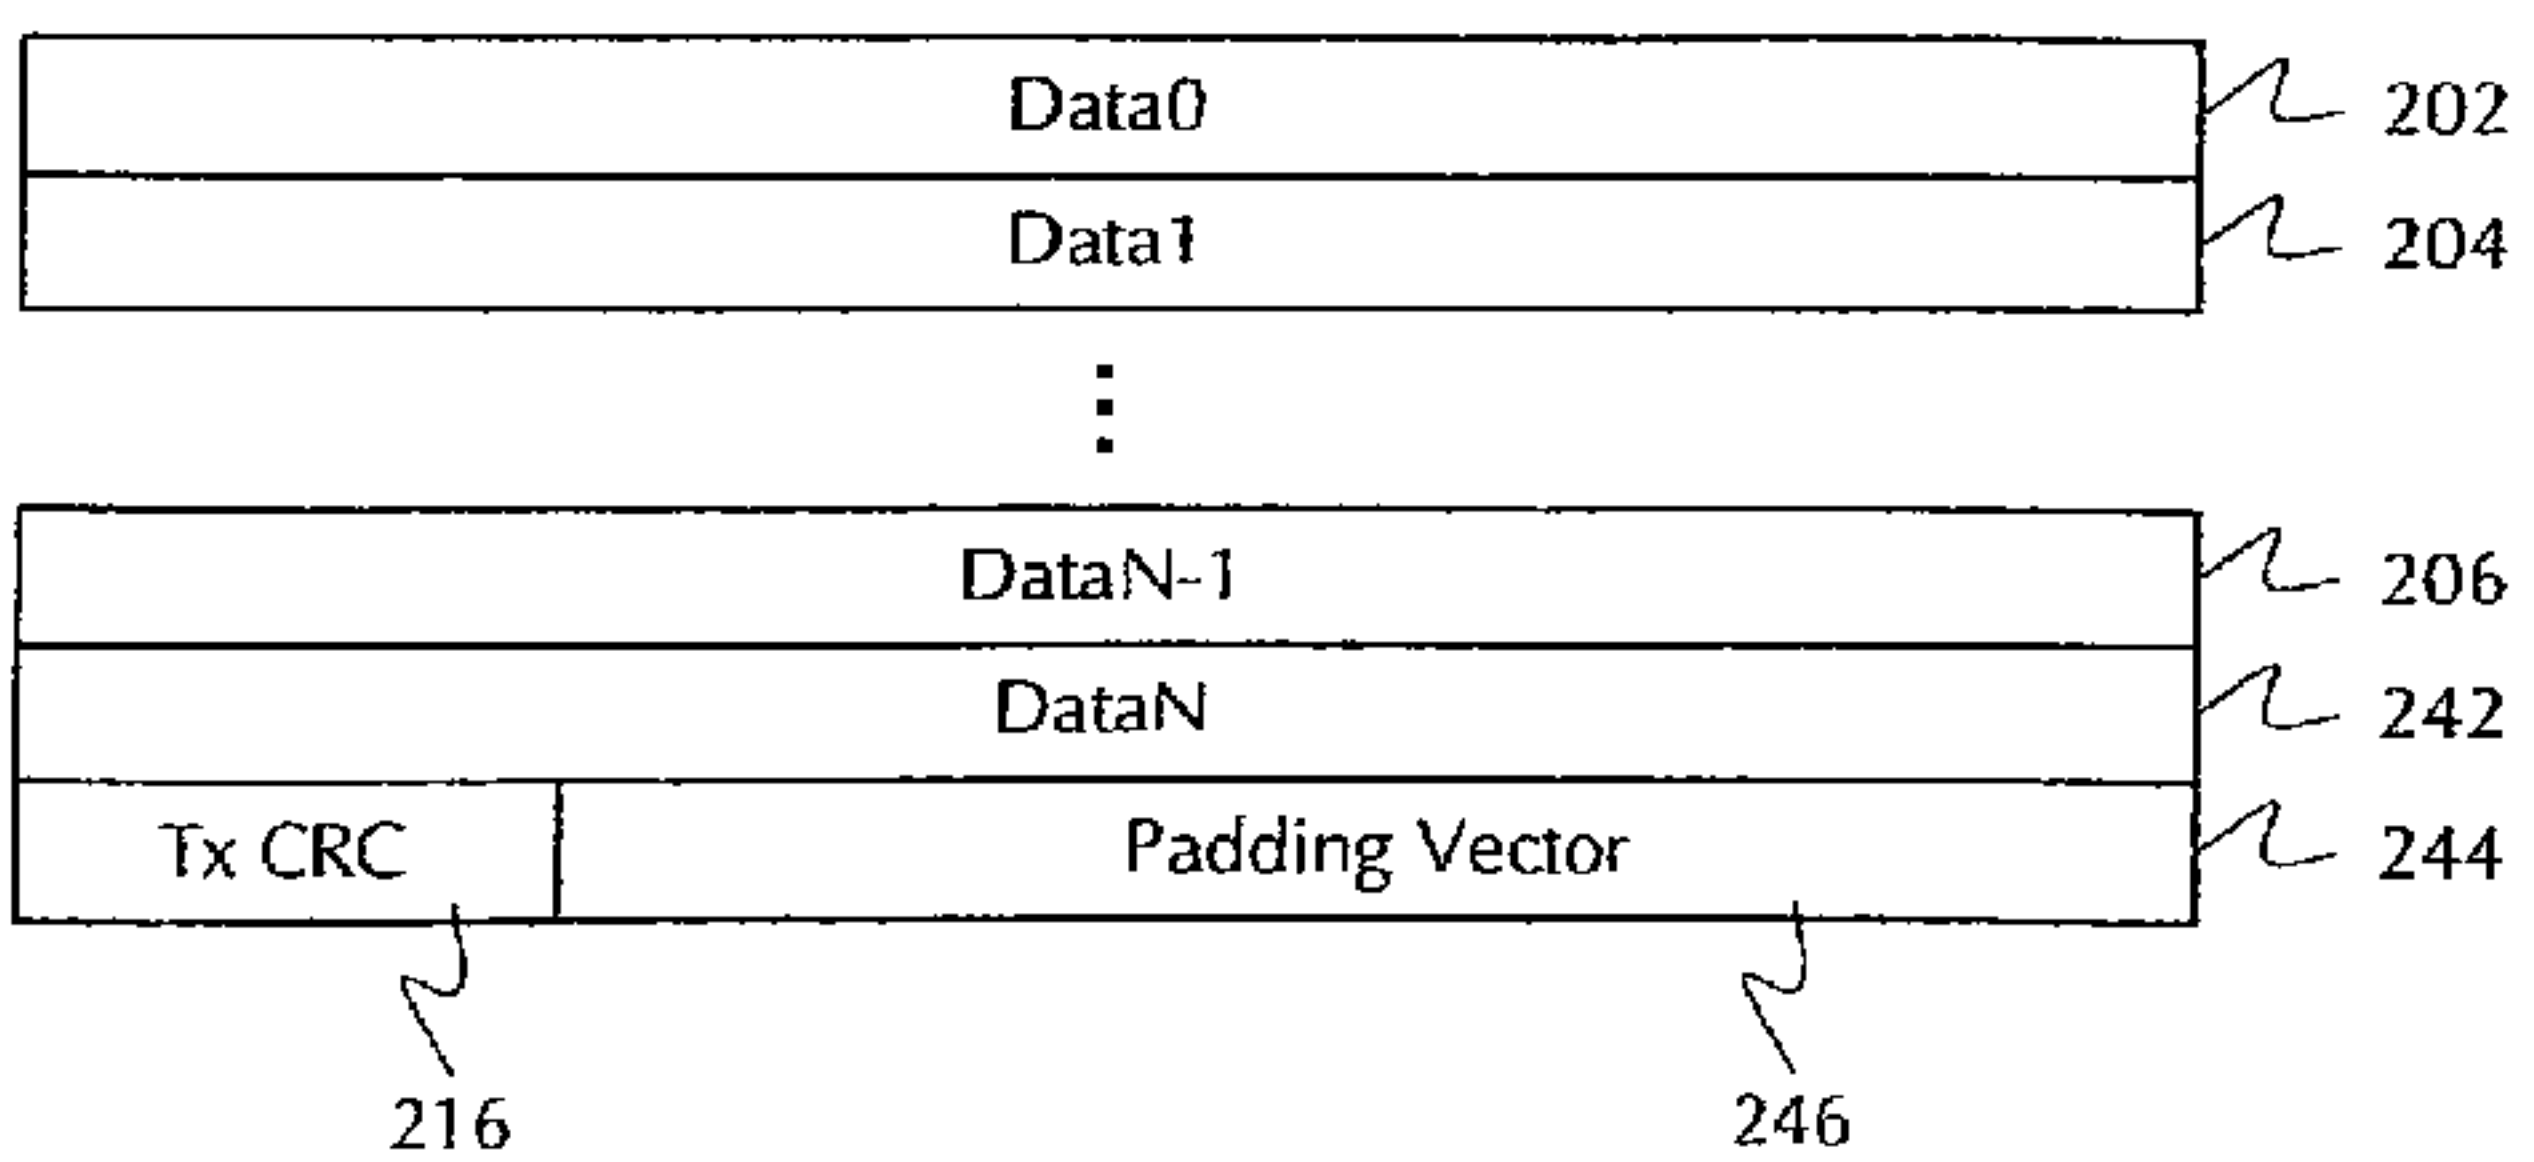 Data0 202
Data1 204
DataN-1 206
DataN 242
Tx CRC Padding Vector 244
216 246